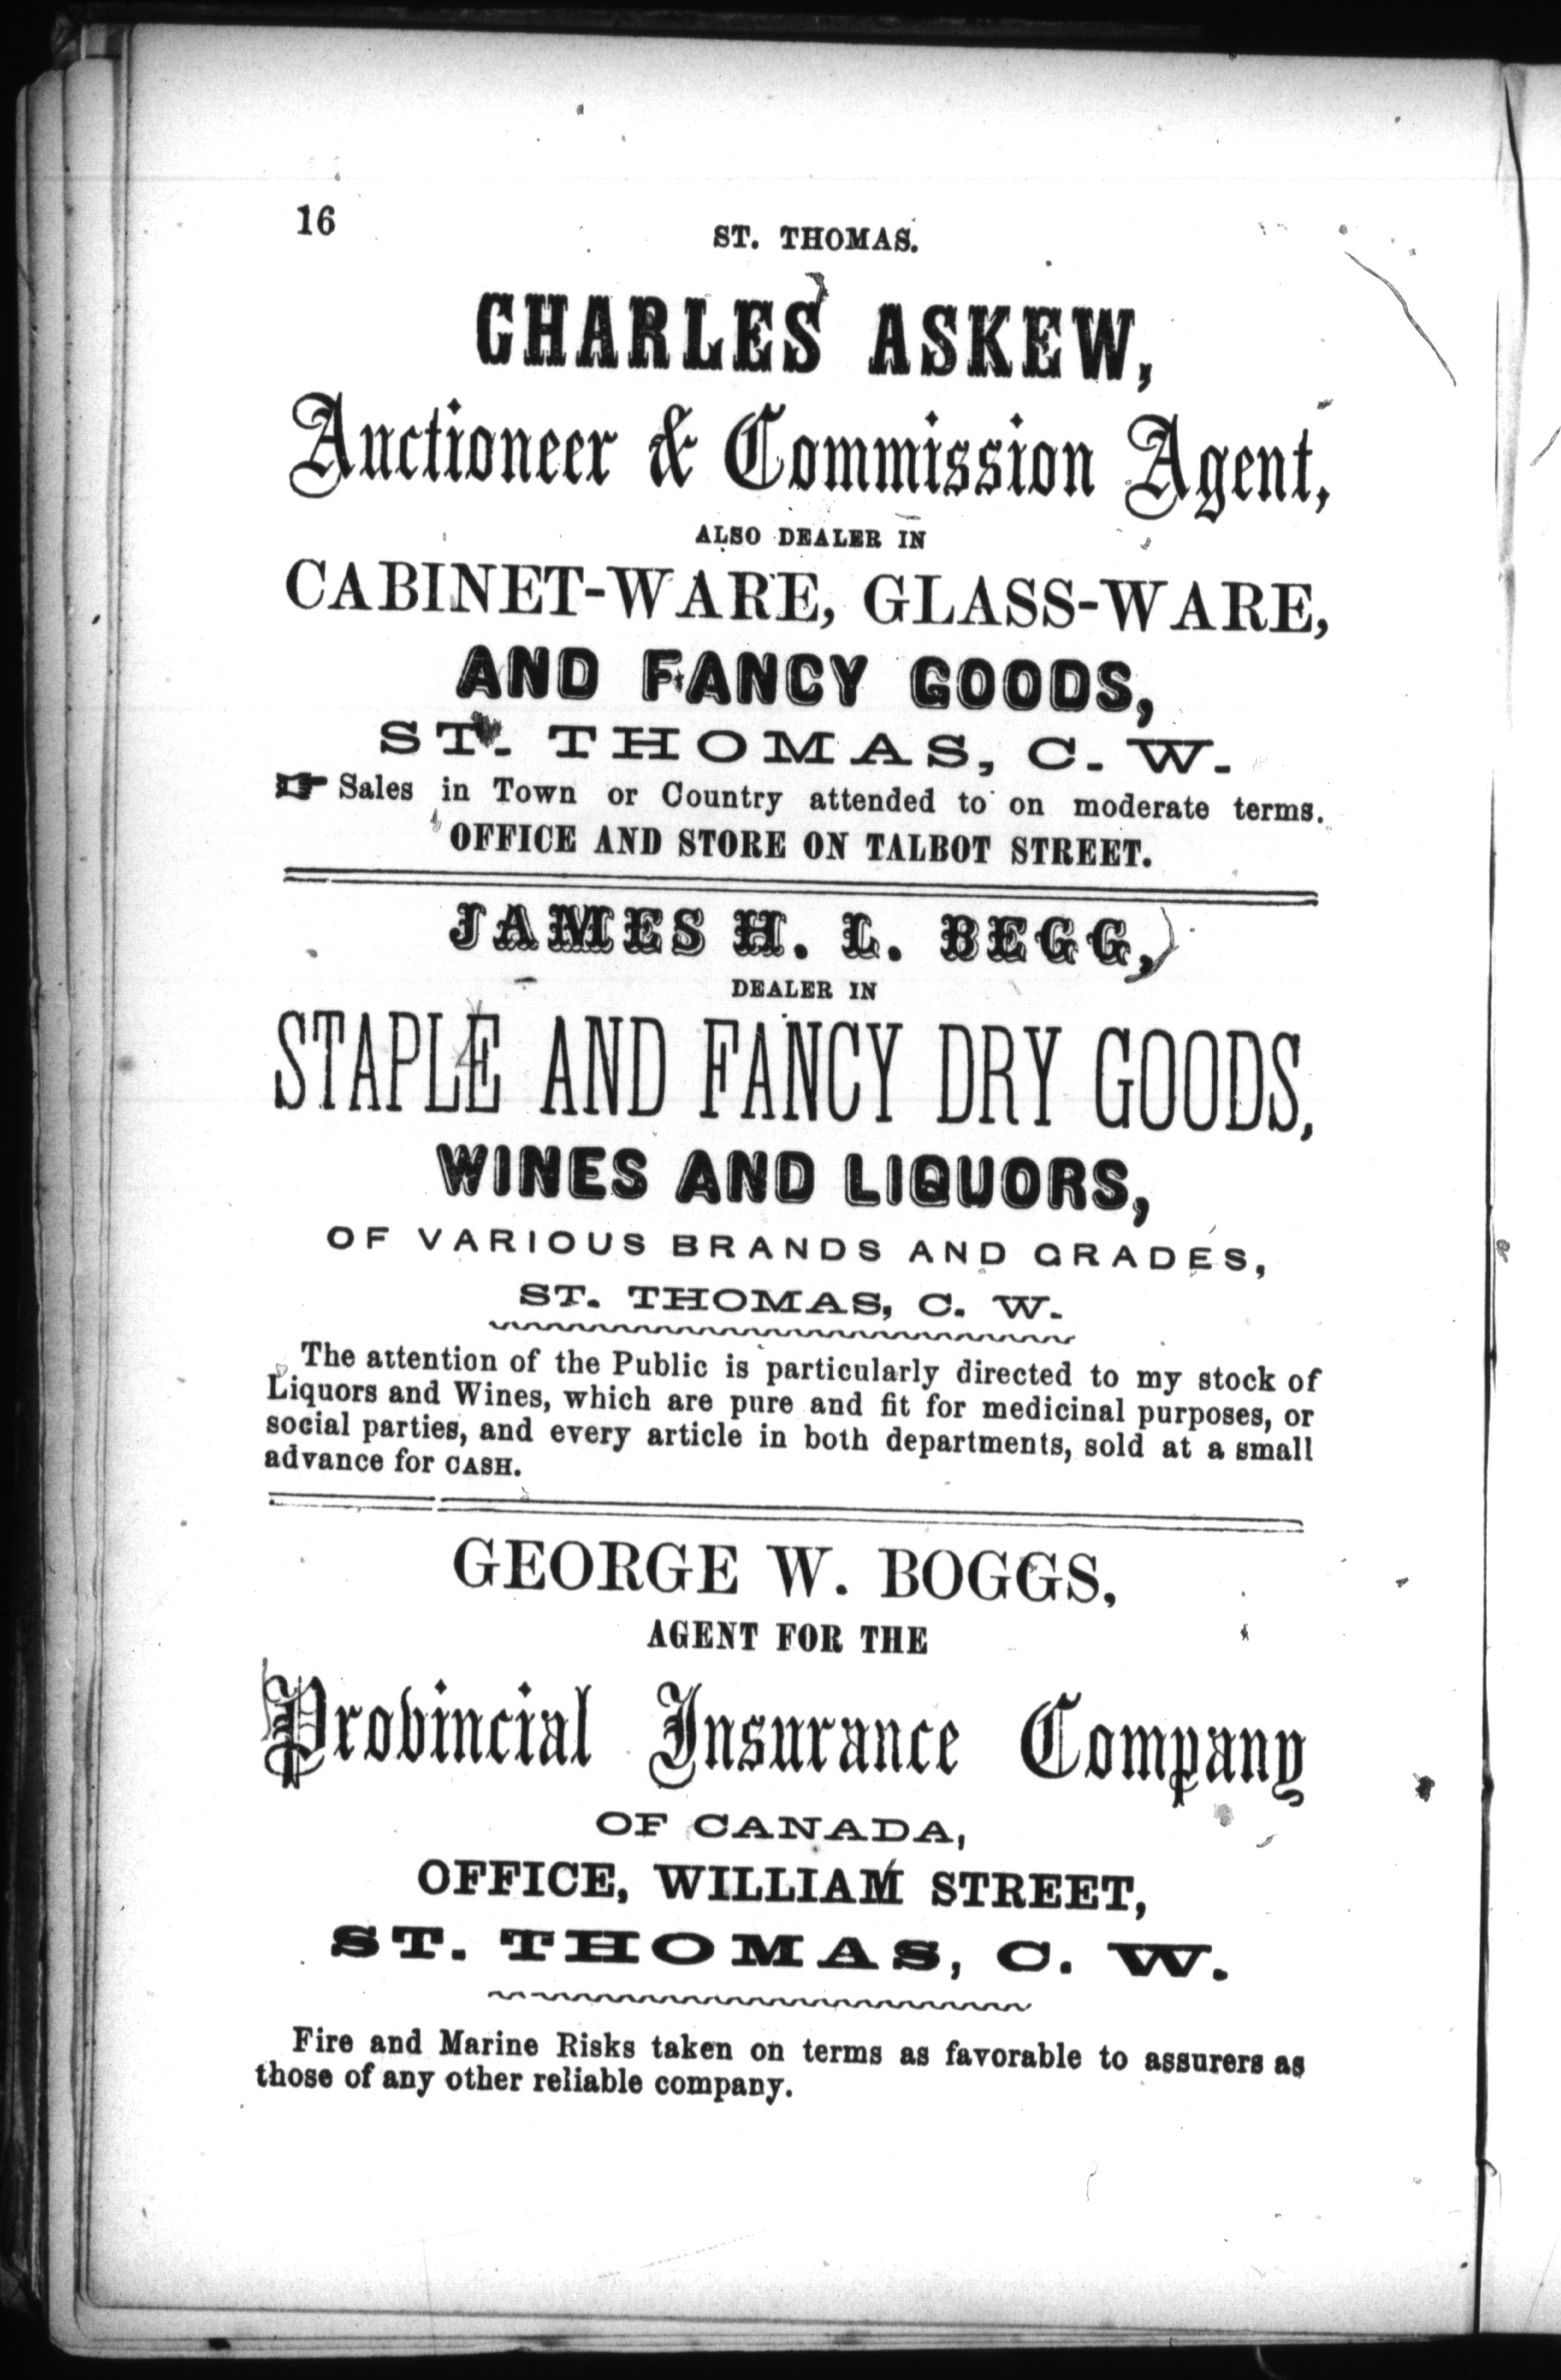 16
ST. THOMAS.
CHARLES ASKEW,
Auctioneer & Commission Agent,
ALSO DEALER IN
CABINET-WARE, GLASS-WARE,
AND FANCY GOODS,
ST. THOMAS, C. W.
☞ Sales in Town or Country attended to on moderate terms.
OFFICE AND STORE ON TALBOT STREET.
JAMES H. L. BEGG,
DEALER IN
STAPLE AND FANCY DRY GOODS,
WINES AND LIQUORS,
OF VARIOUS BRANDS AND GRADES,
ST. THOMAS, C. W.
The attention of the Public is particularly directed to my stock of
Liquors and Wines, which are pure and fit for medicinal purposes, or
social parties, and every article in both departments, sold at a small
advance for CASH.
GEORGE W. BOGGS,
AGENT FOR THE
Provincial Insurance Company
OF CANADA,
OFFICE, WILLIAM STREET,
ST. THOMAS, C. W.
Fire and Marine Risks taken on terms as favorable to assurers as
those of any other reliable company.